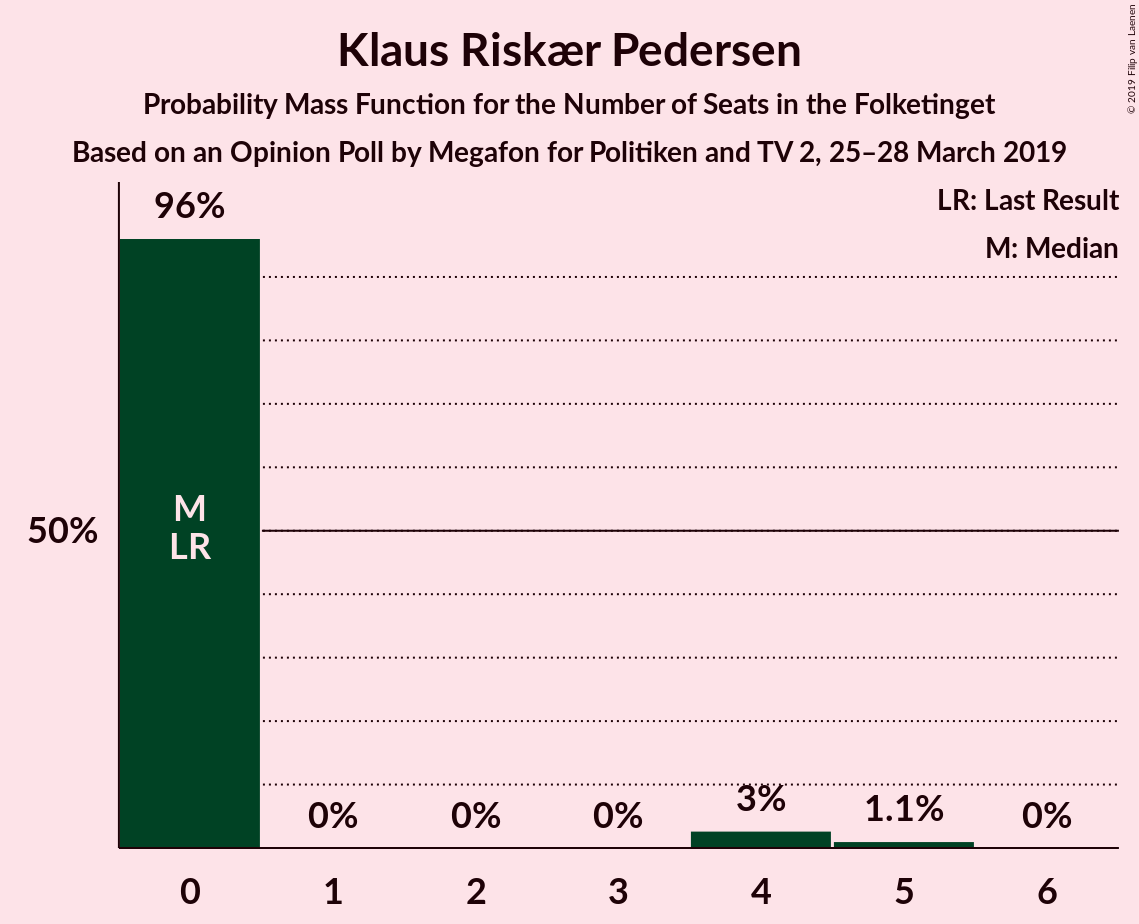 Klaus Riskær Pedersen
Probability Mass Function for the Number of Seats in the Folketinget
Based on an Opinion Poll by Megafon for Politiken and TV 2, 25–28 March 2019
© 2019 Filip van Laenen
LR: Last Result
M: Median
96%
M
LR
50%
0%
0%
0%
3%
1.1%
0%
0 1 2 3 4 5 6